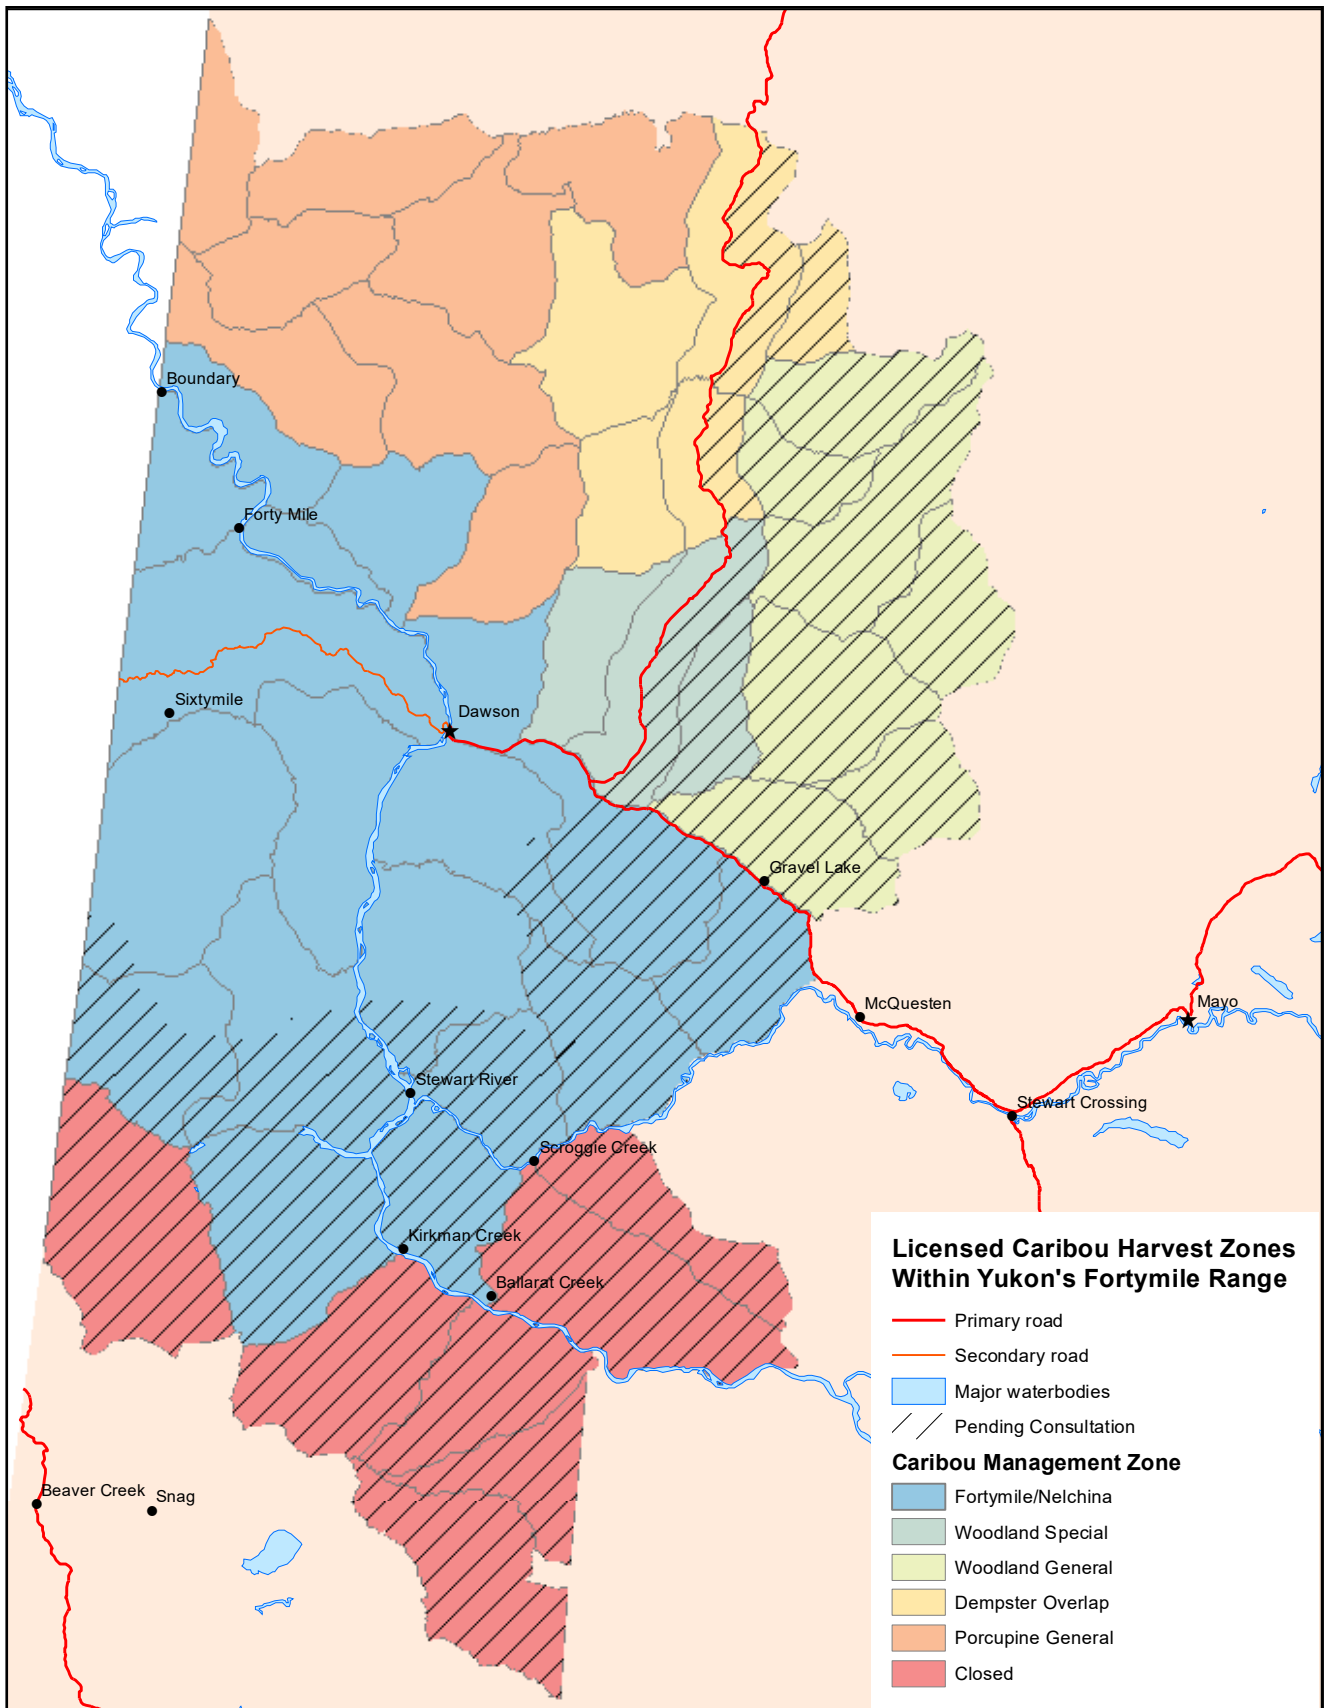 Boundary
Forty Mile
Sixtymile
Dawson
Gravel Lake
McQuesten
Mayo
Stewart River
Stewart Crossing
Scroggie Creek
Kirkman Creek
Ballarat Creek
Beaver Creek
Snag
Licensed Caribou Harvest Zones
Within Yukon's Fortymile Range
Primary road
Secondary road
Major waterbodies
Pending Consultation
Caribou Management Zone
Fortymile/Nelchina
Woodland Special
Woodland General
Dempster Overlap
Porcupine General
Closed